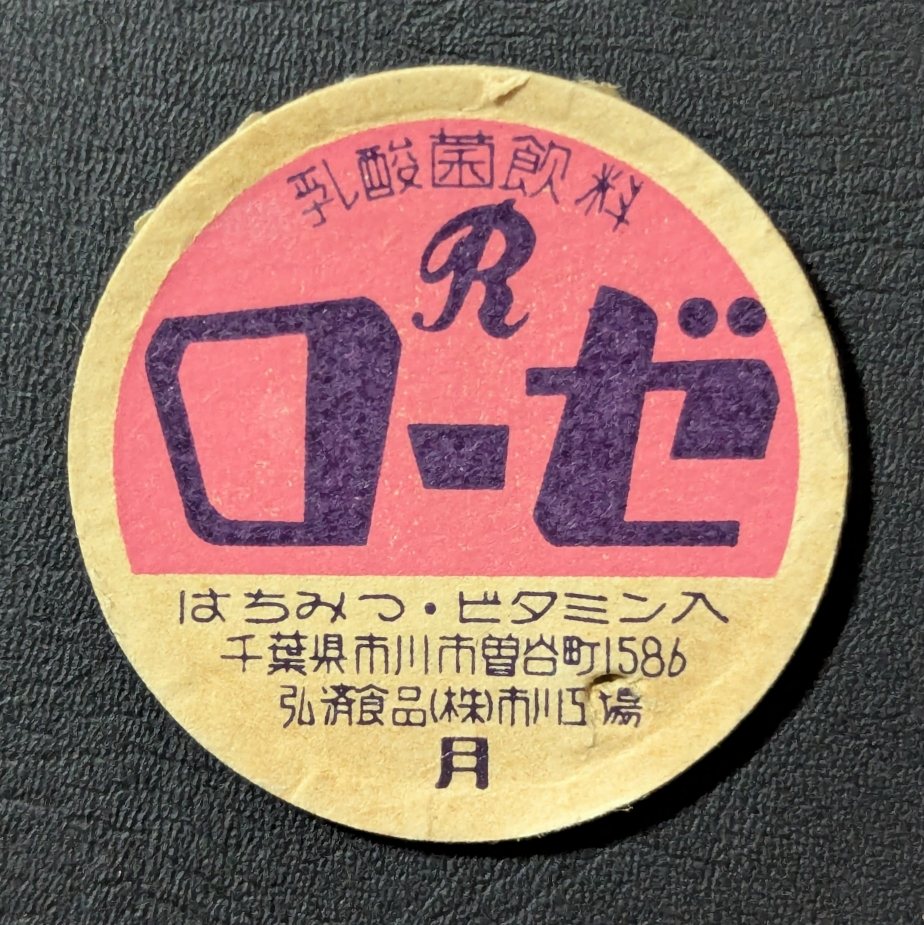 乳酸菌飲料
R
ローゼ
はちみつ・ビタミン入
千葉県市川市曽谷町1586
弘済食品(株)市川工場
月